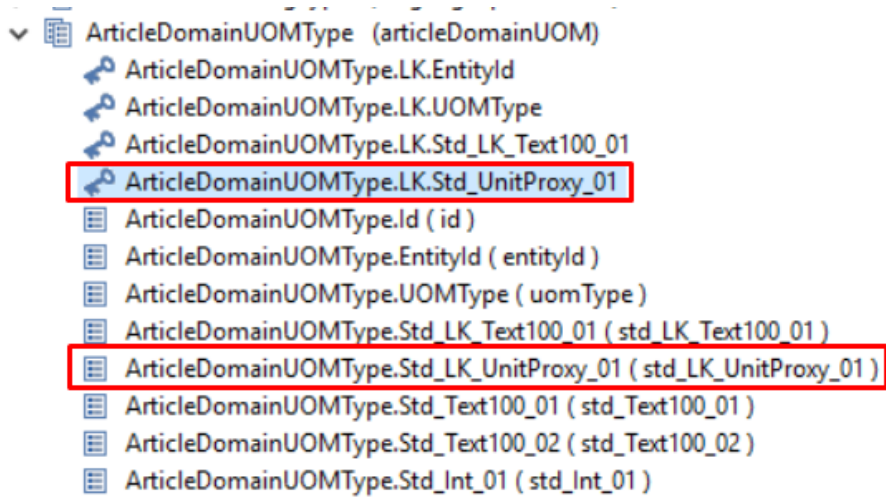 ArticleDomainUOMType (articleDomainUOM)
ArticleDomainUOMType.LK.EntityId
ArticleDomainUOMType.LK.UOMType
ArticleDomainUOMType.LK.Std_LK_Text100_01
ArticleDomainUOMType.LK.Std_UnitProxy_01
ArticleDomainUOMType.Id ( id )
ArticleDomainUOMType.EntityId ( entityId )
ArticleDomainUOMType.UOMType ( uomType )
ArticleDomainUOMType.Std_LK_Text100_01 ( std_LK_Text100_01 )
ArticleDomainUOMType.Std_LK_UnitProxy_01 ( std_LK_UnitProxy_01 )
ArticleDomainUOMType.Std_Text100_01 ( std_Text100_01 )
ArticleDomainUOMType.Std_Text100_02 ( std_Text100_02 )
ArticleDomainUOMType.Std_Int_01 ( std_Int_01 )